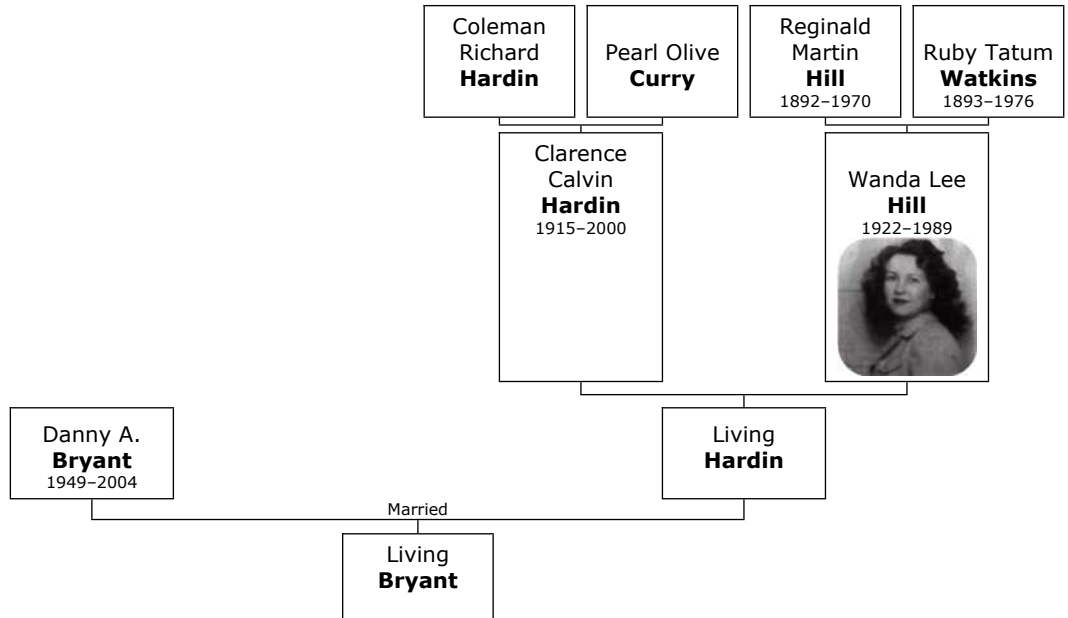 Coleman
Richard
Hardin
Pearl Olive
Curry
Reginald
Martin
Hill
1892–1970
Ruby Tatum
Watkins
1893–1976
Clarence
Calvin
Hardin
1915–2000
Wanda Lee
Hill
1922–1989
Danny A.
Bryant
1949–2004
Living
Hardin
Married
Living
Bryant